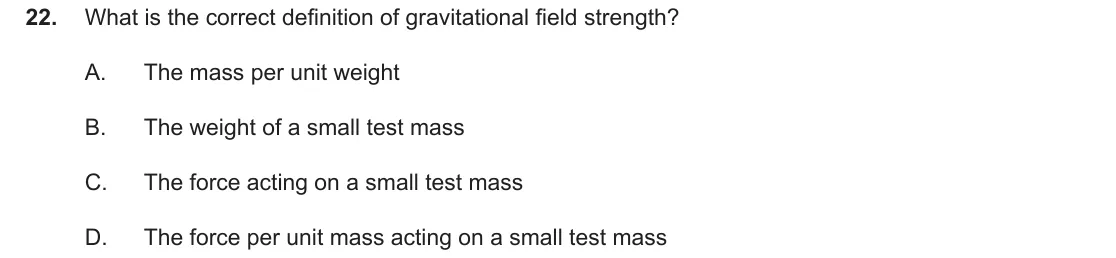 22. What is the correct definition of gravitational field strength?
A. The mass per unit weight
B. The weight of a small test mass
C. The force acting on a small test mass
D. The force per unit mass acting on a small test mass